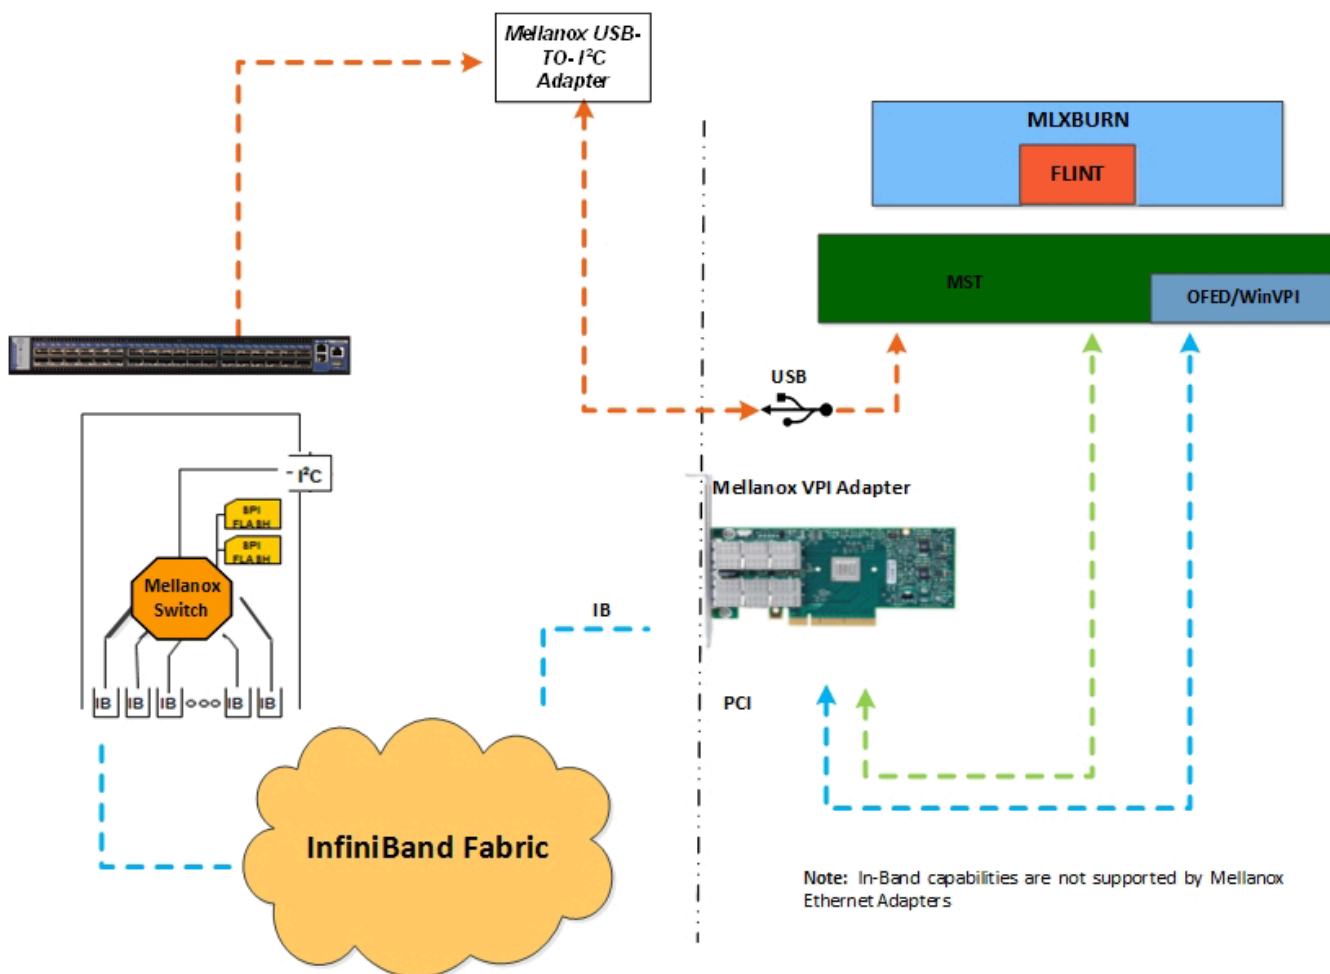 Mellanox USB-
TO- I²C
Adapter
MLXBURN
FLINT
MST
OFED/WinVPI
USB
I²C
Mellanox VPI Adapter
SPI
FLASH
SPI
FLASH
Mellanox
Switch
IB
IB IB IB IB IB
PCI
InfiniBand Fabric
Note: In-Band capabilities are not supported by Mellanox
Ethernet Adapters